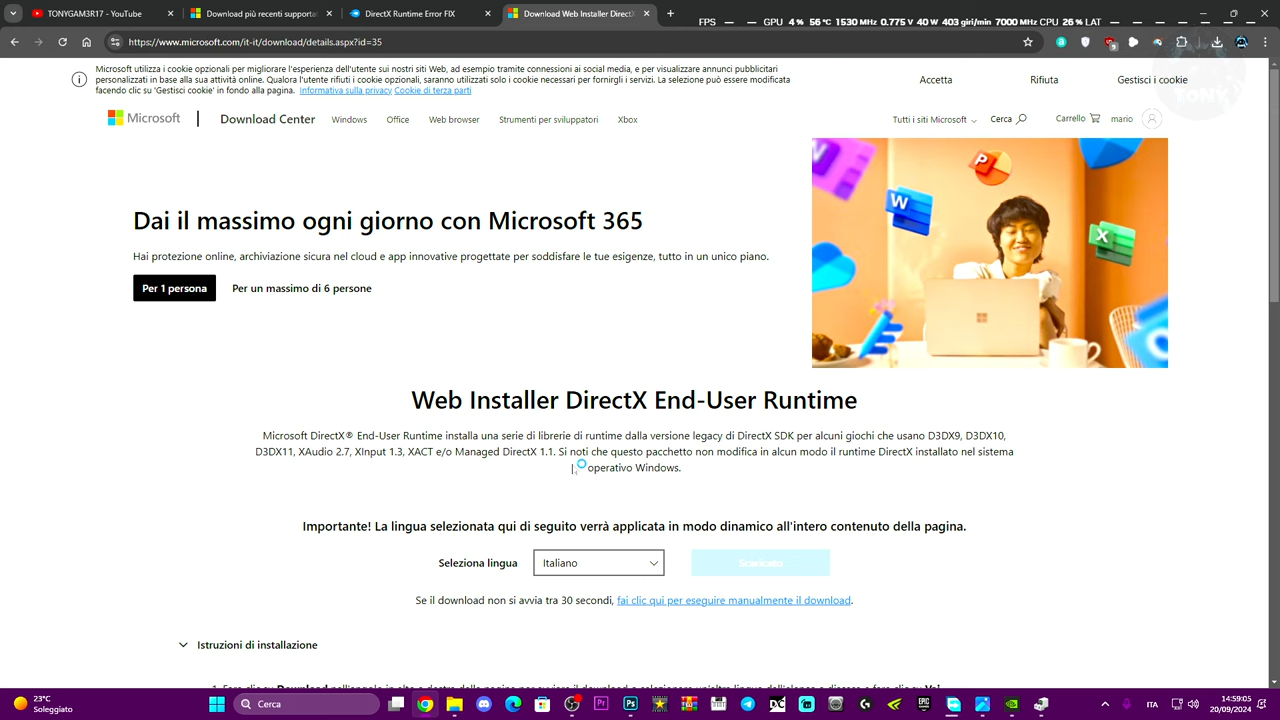 TONYGAM3R17 - YouTube
Download più recenti supportat
DirectX Runtime Error FIX
Download Web Installer DirectX
FPS — — GPU 4 % 56 °C 1530 MHz 0.775 V 40 W 403 giri/min 7000 MHz CPU 26 % LAT —
https://www.microsoft.com/it-it/download/details.aspx?id=35
Microsoft utilizza i cookie opzionali per migliorare l'esperienza dell'utente sui nostri siti Web, ad esempio tramite connessioni ai social media, e per visualizzare annunci pubblicitari
personalizzati in base alla sua attività online. Qualora l'utente rifiuti i cookie opzionali, saranno utilizzati solo i cookie necessari per fornirgli i servizi. La selezione può essere modificata
facendo clic su 'Gestisci cookie' in fondo alla pagina. Informativa sulla privacy Cookie di terza parti
Accetta
Rifiuta
Gestisci i cookie
TONY
Microsoft
Download Center
Windows
Office
Web browser
Strumenti per sviluppatori
Xbox
Tutti i siti Microsoft
Cerca
Carrello
mario
Dai il massimo ogni giorno con Microsoft 365
Hai protezione online, archiviazione sicura nel cloud e app innovative progettate per soddisfare le tue esigenze, tutto in un unico piano.
Per 1 persona
Per un massimo di 6 persone
N
P
W
X
Web Installer DirectX End-User Runtime
Microsoft DirectX® End-User Runtime installa una serie di librerie di runtime dalla versione legacy di DirectX SDK per alcuni giochi che usano D3DX9, D3DX10,
D3DX11, XAudio 2.7, XInput 1.3, XACT e/o Managed DirectX 1.1. Si noti che questo pacchetto non modifica in alcun modo il runtime DirectX installato nel sistema
operativo Windows.
Importante! La lingua selezionata qui di seguito verrà applicata in modo dinamico all'intero contenuto della pagina.
Seleziona lingua
Italiano
Scaricato
Se il download non si avvia tra 30 secondi, fai clic qui per eseguire manualmente il download.
Istruzioni di installazione
23°C
Soleggiato
Cerca
Pr
Ps
EPIC
ITA
14:59:05
20/09/2024